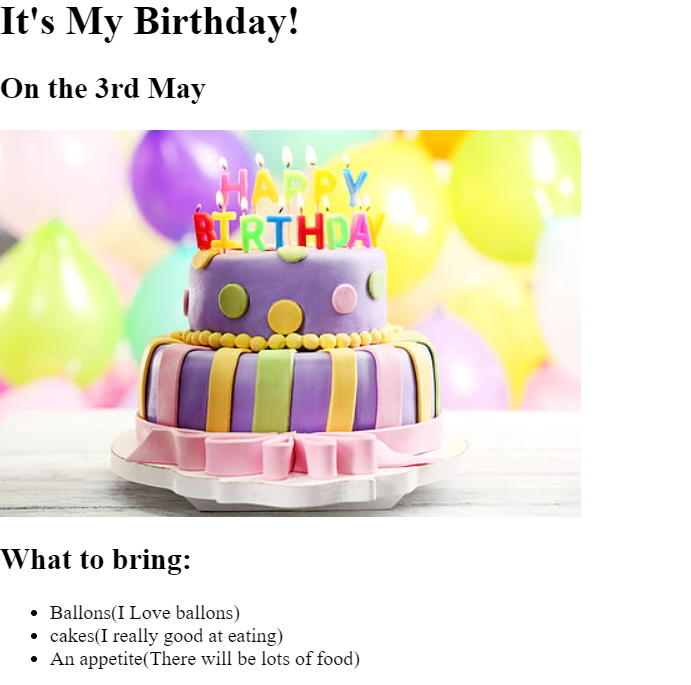 It's My Birthday!
On the 3rd May
HAPPY
BIRTHDAY
What to bring:
Ballons(I Love ballons)
cakes(I really good at eating)
An appetite(There will be lots of food)